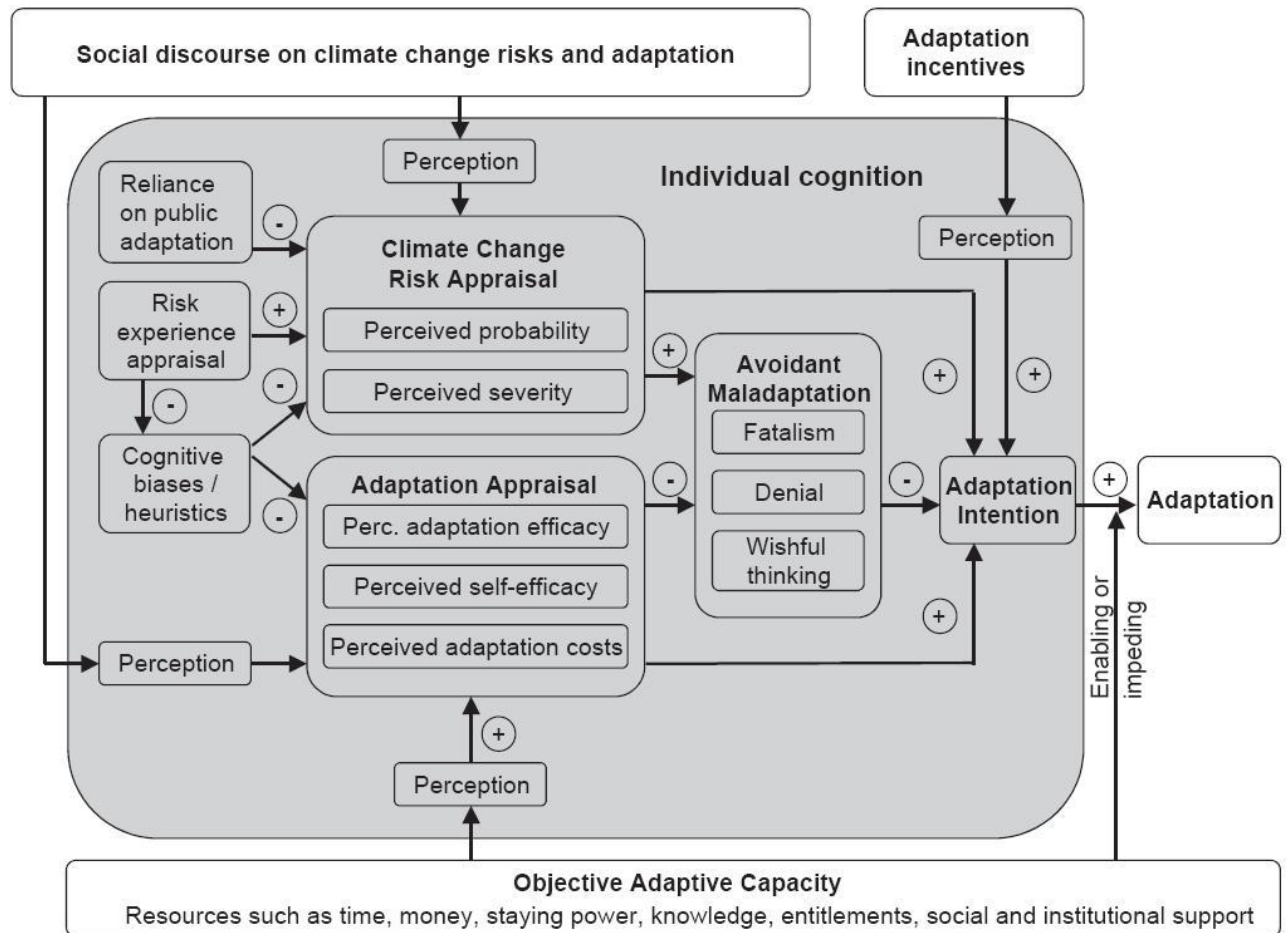 Social discourse on climate change risks and adaptation
Adaptation
incentives
Perception
Individual cognition
Reliance
on public
adaptation
-
Perception
Climate Change
Risk Appraisal
Risk
experience
appraisal
+
Perceived probability
+
Avoidant
Maladaptation
+
+
-
Perceived severity
-
Fatalism
Cognitive
biases /
heuristics
-
Adaptation Appraisal
-
Denial
-
Adaptation
Intention
+
Adaptation
Perc. adaptation efficacy
Wishful
thinking
Perceived self-efficacy
+
Perceived adaptation costs
Enabling or
impeding
Perception
+
Perception
Objective Adaptive Capacity
Resources such as time, money, staying power, knowledge, entitlements, social and institutional support